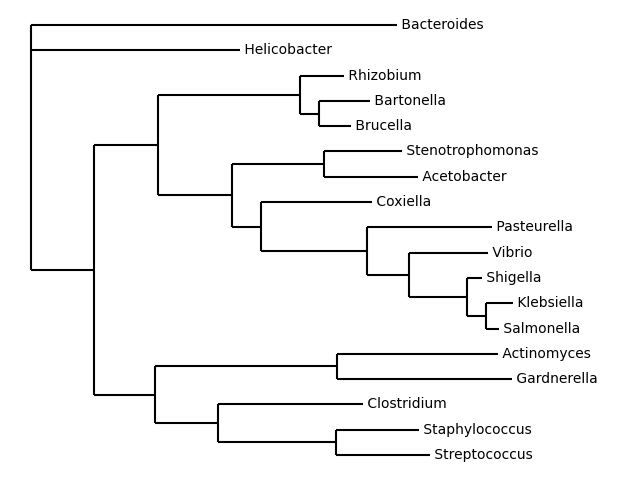 Bacteroides
Helicobacter
Rhizobium
Bartonella
Brucella
Stenotrophomonas
Acetobacter
Coxiella
Pasteurella
Vibrio
Shigella
Klebsiella
Salmonella
Actinomyces
Gardnerella
Clostridium
Staphylococcus
Streptococcus